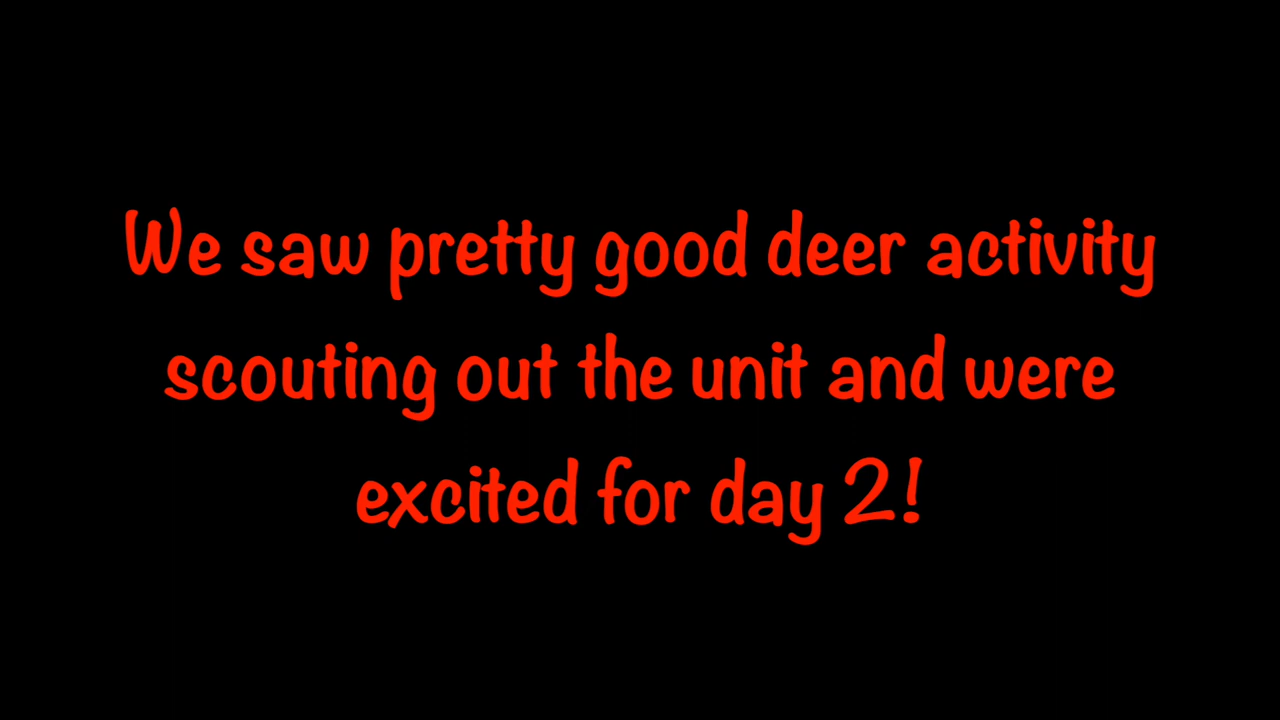 We saw pretty good deer activity
scouting out the unit and were
excited for day 2!